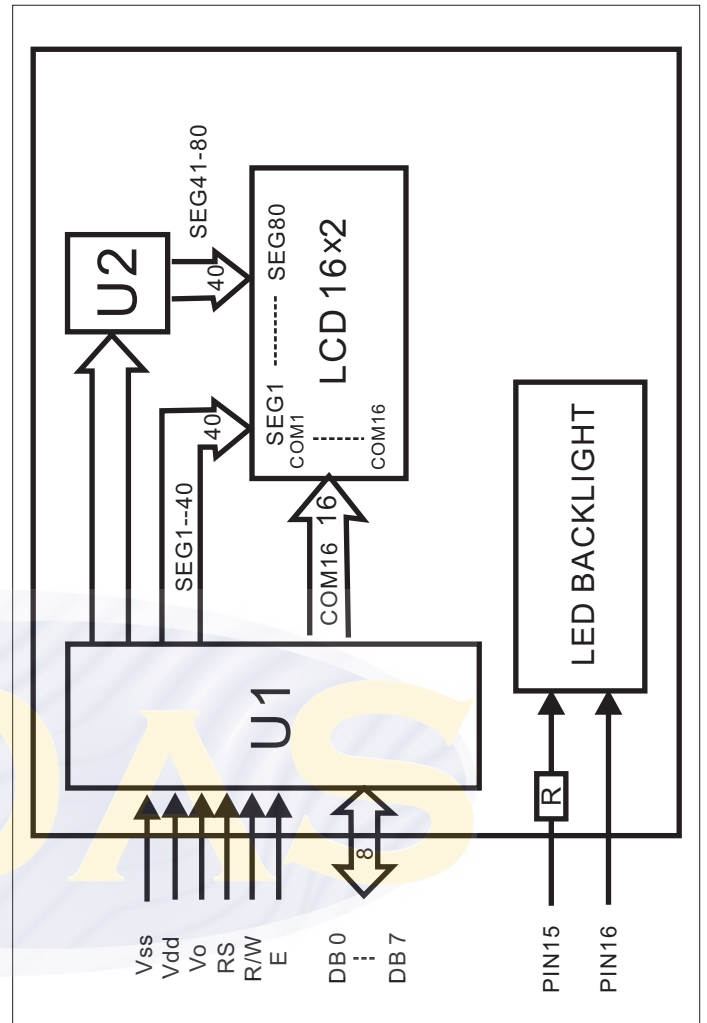 Vss
Vdd
Vo
RS
R/W
E
DB0
DB7
8
U1
U2
SEG1--40
40
SEG41-80
40
COM16
16
SEG1
SEG80
COM1
COM16
LCD 16×2
PIN15
PIN16
R
LED BACKLIGHT